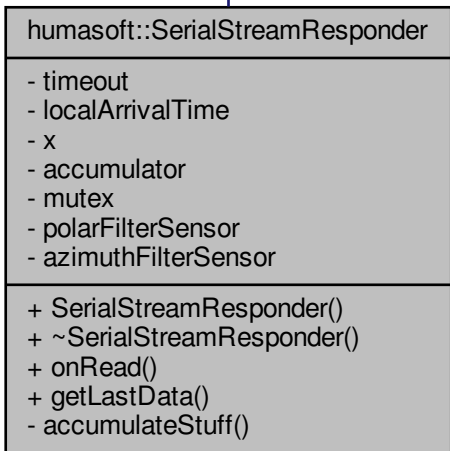 humasoft::SerialStreamResponder
- timeout
- localArrivalTime
- x
- accumulator
- mutex
- polarFilterSensor
- azimuthFilterSensor
+ SerialStreamResponder()
+ ~SerialStreamResponder()
+ onRead()
+ getLastData()
- accumulateStuff()